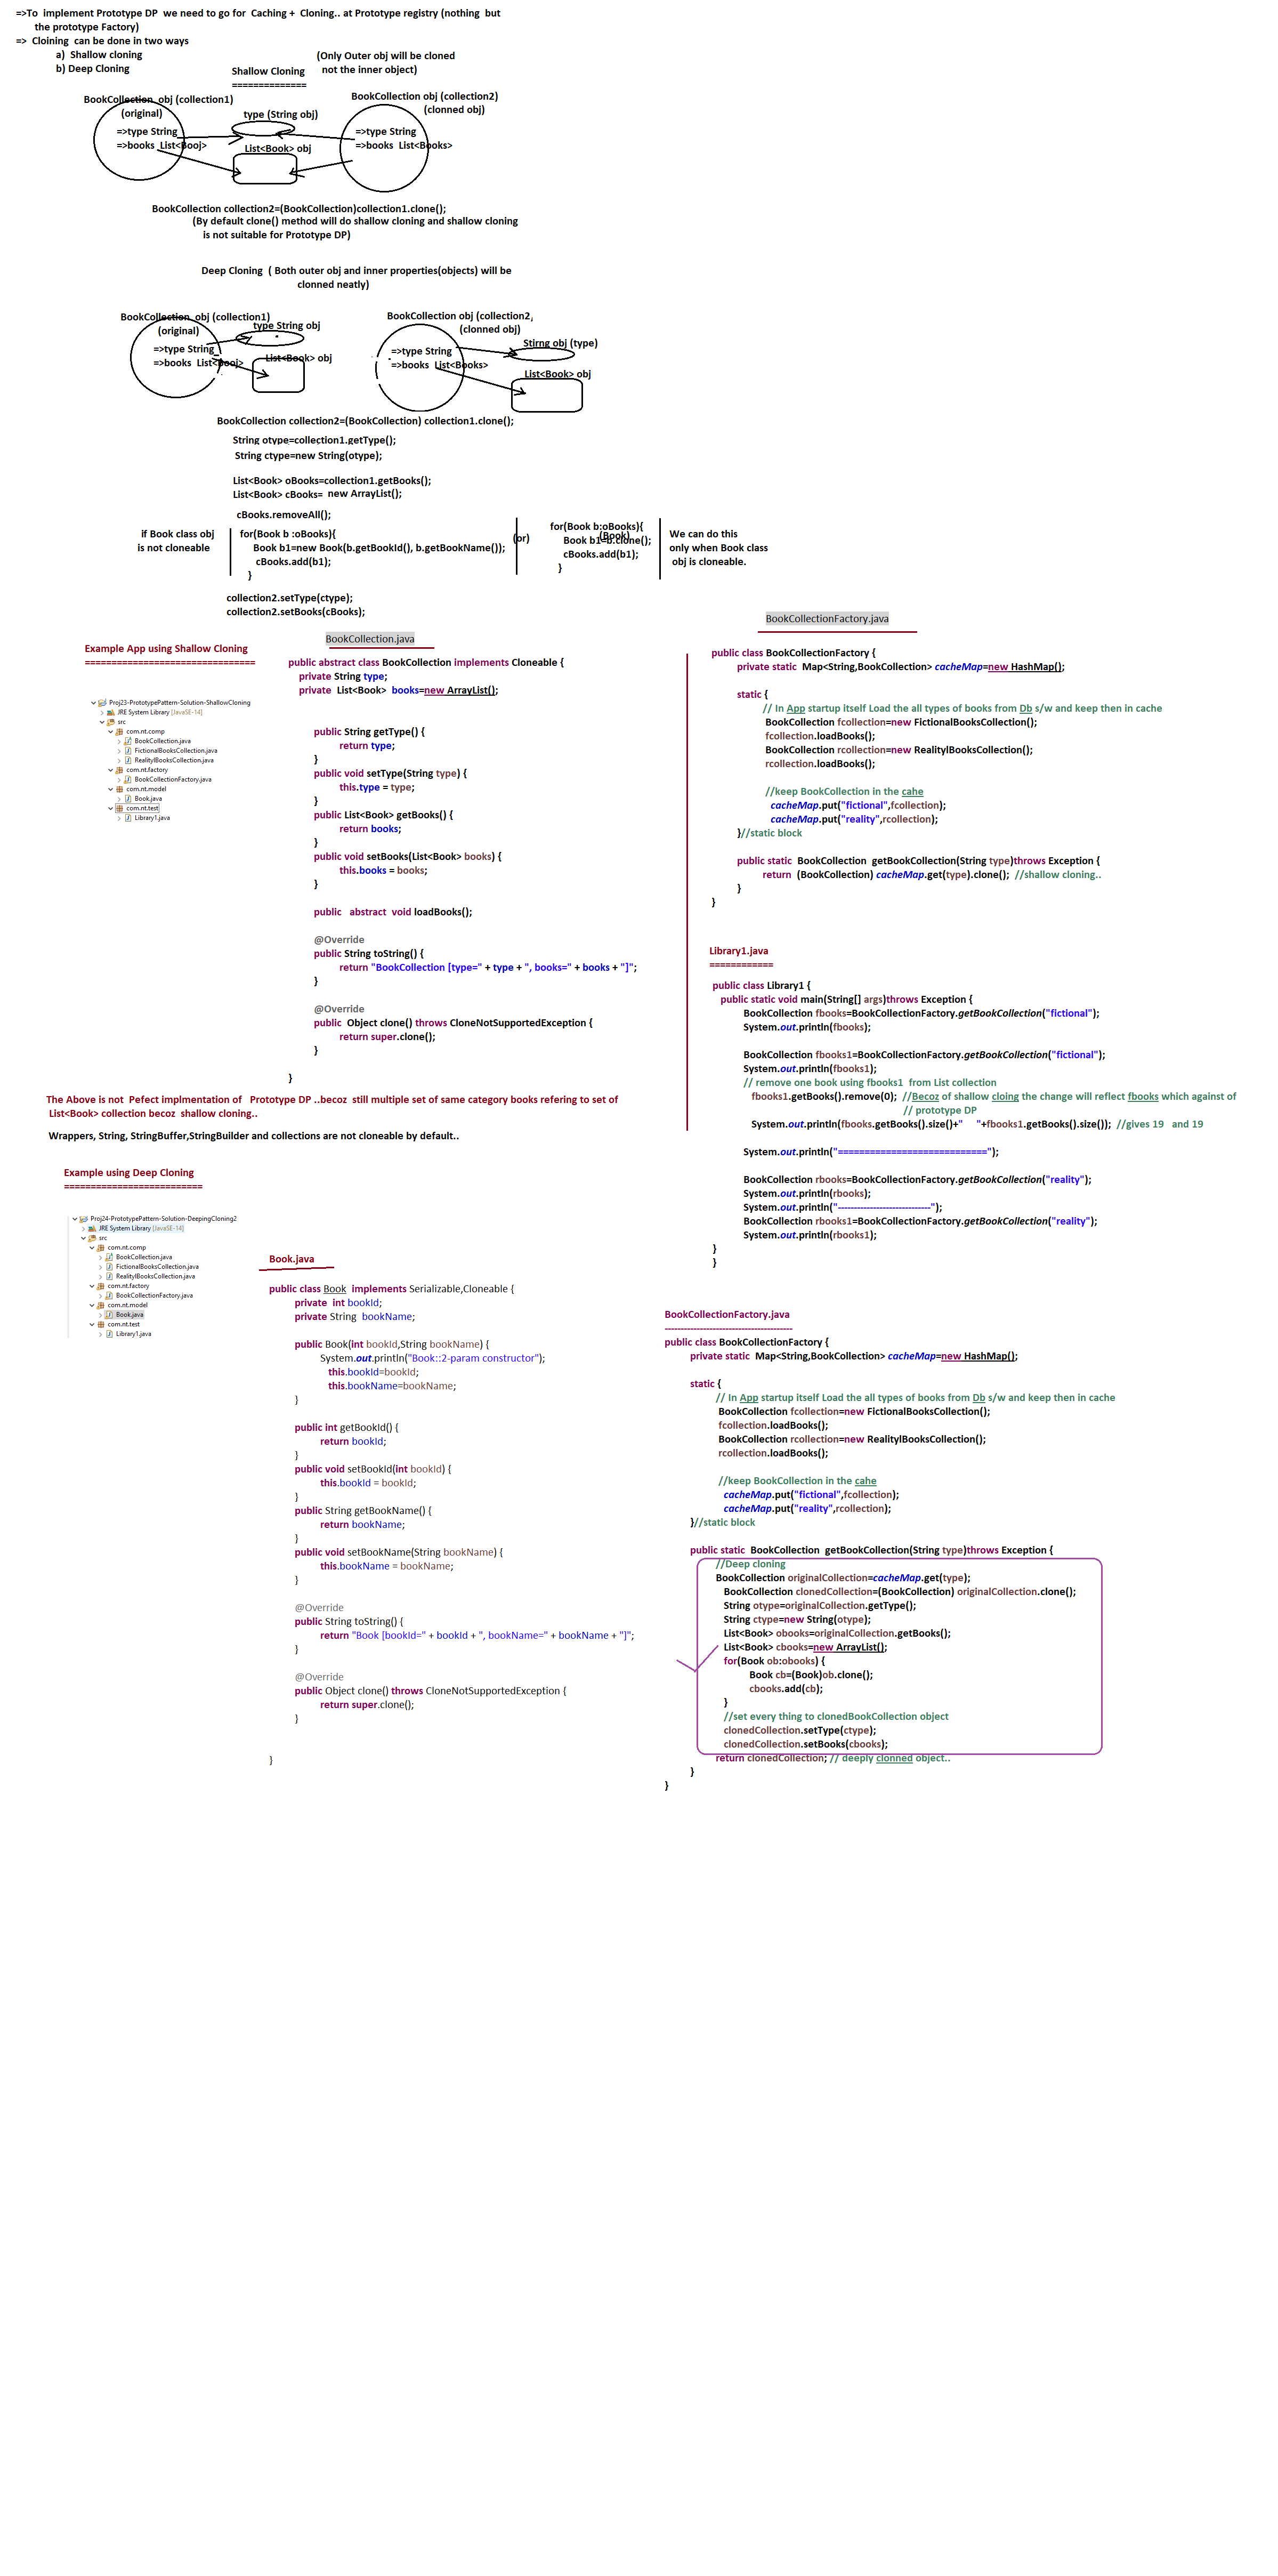 =>To  implement Prototype DP  we need to go for  Caching +  Cloning.. at Prototype registry (nothing  but
the prototype Factory)
=>  Cloining  can be done in two ways
a)  Shallow cloning
b) Deep Cloning
(Only Outer obj will be cloned
not the inner object)
Shallow Cloning
==============
BookCollection  obj (collection1)
(original)
=>type String
=>books  List<Booj>
type (String obj)
List<Book> obj
BookCollection obj (collection2)
(clonned obj)
=>type String
=>books  List<Books>
BookCollection collection2=(BookCollection)collection1.clone();
(By default clone() method will do shallow cloning and shallow cloning
is not suitable for Prototype DP)
Deep Cloning  ( Both outer obj and inner properties(objects) will be
clonned neatly)
BookCollection  obj (collection1)
(original)
=>type String
=>books  List<Booj>
type String obj
List<Book> obj
BookCollection obj (collection2,
(clonned obj)
=>type String
=>books  List<Books>
Stirng obj (type)
List<Book> obj
BookCollection collection2=(BookCollection) collection1.clone();
String otype=collection1.getType();
String ctype=new String(otype);
List<Book> oBooks=collection1.getBooks();
List<Book> cBooks=  new ArrayList();
cBooks.removeAll();
if Book class obj
is not cloneable
for(Book b :oBooks){
Book b1=new Book(b.getBookId(), b.getBookName());
cBooks.add(b1);
}
(or)
for(Book b:oBooks){
(Book)
Book b1=b.clone();
cBooks.add(b1);
}
We can do this
only when Book class
obj is cloneable.
collection2.setType(ctype);
collection2.setBooks(cBooks);
Example App using Shallow Cloning
================================
Proj23-PrototypePattern-Solution-ShallowCloning
JRE System Library [JavaSE-14]
src
com.nt.comp
BookCollection.java
FictionalBooksCollection.java
RealitylBooksCollection.java
com.nt.factory
BookCollectionFactory.java
com.nt.model
Book.java
com.nt.test
Library1.java
BookCollection.java
public abstract class BookCollection implements Cloneable {
private String type;
private  List<Book>  books=new ArrayList();
public String getType() {
return type;
}
public void setType(String type) {
this.type = type;
}
public List<Book> getBooks() {
return books;
}
public void setBooks(List<Book> books) {
this.books = books;
}
public   abstract  void loadBooks();
@Override
public String toString() {
return "BookCollection [type=" + type + ", books=" + books + "]";
}
@Override
public  Object clone() throws CloneNotSupportedException {
return super.clone();
}
}
BookCollectionFactory.java
public class BookCollectionFactory {
private static  Map<String,BookCollection> cacheMap=new HashMap();
static {
// In App startup itself Load the all types of books from Db s/w and keep then in cache
BookCollection fcollection=new FictionalBooksCollection();
fcollection.loadBooks();
BookCollection rcollection=new RealitylBooksCollection();
rcollection.loadBooks();
//keep BookCollection in the cahe
cacheMap.put("fictional",fcollection);
cacheMap.put("reality",rcollection);
}//static block
public static  BookCollection  getBookCollection(String type)throws Exception {
return  (BookCollection) cacheMap.get(type).clone();  //shallow cloning..
}
}
Library1.java
============
public class Library1 {
public static void main(String[] args)throws Exception {
BookCollection fbooks=BookCollectionFactory.getBookCollection("fictional");
System.out.println(fbooks);
BookCollection fbooks1=BookCollectionFactory.getBookCollection("fictional");
System.out.println(fbooks1);
// remove one book using fbooks1  from List collection
fbooks1.getBooks().remove(0);  //Becoz of shallow cloing the change will reflect fbooks which against of
// prototype DP
System.out.println(fbooks.getBooks().size()+"     "+fbooks1.getBooks().size());  //gives 19   and 19
System.out.println("============================");
BookCollection rbooks=BookCollectionFactory.getBookCollection("reality");
System.out.println(rbooks);
System.out.println("-----------------------------");
BookCollection rbooks1=BookCollectionFactory.getBookCollection("reality");
System.out.println(rbooks1);
}
}
The Above is not  Pefect implmentation of   Prototype DP ..becoz  still multiple set of same category books refering to set of
List<Book> collection becoz  shallow cloning..
Wrappers, String, StringBuffer,StringBuilder and collections are not cloneable by default..
Example using Deep Cloning
==========================
Proj24-PrototypePattern-Solution-DeepingCloning2
JRE System Library [JavaSE-14]
src
com.nt.comp
BookCollection.java
FictionalBooksCollection.java
RealitylBooksCollection.java
com.nt.factory
BookCollectionFactory.java
com.nt.model
Book.java
com.nt.test
Library1.java
Book.java
public class Book  implements Serializable,Cloneable {
private  int bookId;
private String  bookName;
public Book(int bookId,String bookName) {
System.out.println("Book::2-param constructor");
this.bookId=bookId;
this.bookName=bookName;
}
public int getBookId() {
return bookId;
}
public void setBookId(int bookId) {
this.bookId = bookId;
}
public String getBookName() {
return bookName;
}
public void setBookName(String bookName) {
this.bookName = bookName;
}
@Override
public String toString() {
return "Book [bookId=" + bookId + ", bookName=" + bookName + "]";
}
@Override
public Object clone() throws CloneNotSupportedException {
return super.clone();
}
}
BookCollectionFactory.java
----------------------------------------
public class BookCollectionFactory {
private static  Map<String,BookCollection> cacheMap=new HashMap();
static {
// In App startup itself Load the all types of books from Db s/w and keep then in cache
BookCollection fcollection=new FictionalBooksCollection();
fcollection.loadBooks();
BookCollection rcollection=new RealitylBooksCollection();
rcollection.loadBooks();
//keep BookCollection in the cahe
cacheMap.put("fictional",fcollection);
cacheMap.put("reality",rcollection);
}//static block
public static  BookCollection  getBookCollection(String type)throws Exception {
//Deep cloning
BookCollection originalCollection=cacheMap.get(type);
BookCollection clonedCollection=(BookCollection) originalCollection.clone();
String otype=originalCollection.getType();
String ctype=new String(otype);
List<Book> obooks=originalCollection.getBooks();
List<Book> cbooks=new ArrayList();
for(Book ob:obooks) {
Book cb=(Book)ob.clone();
cbooks.add(cb);
}
//set every thing to clonedBookCollection object
clonedCollection.setType(ctype);
clonedCollection.setBooks(cbooks);
return clonedCollection; // deeply clonned object..
}
}